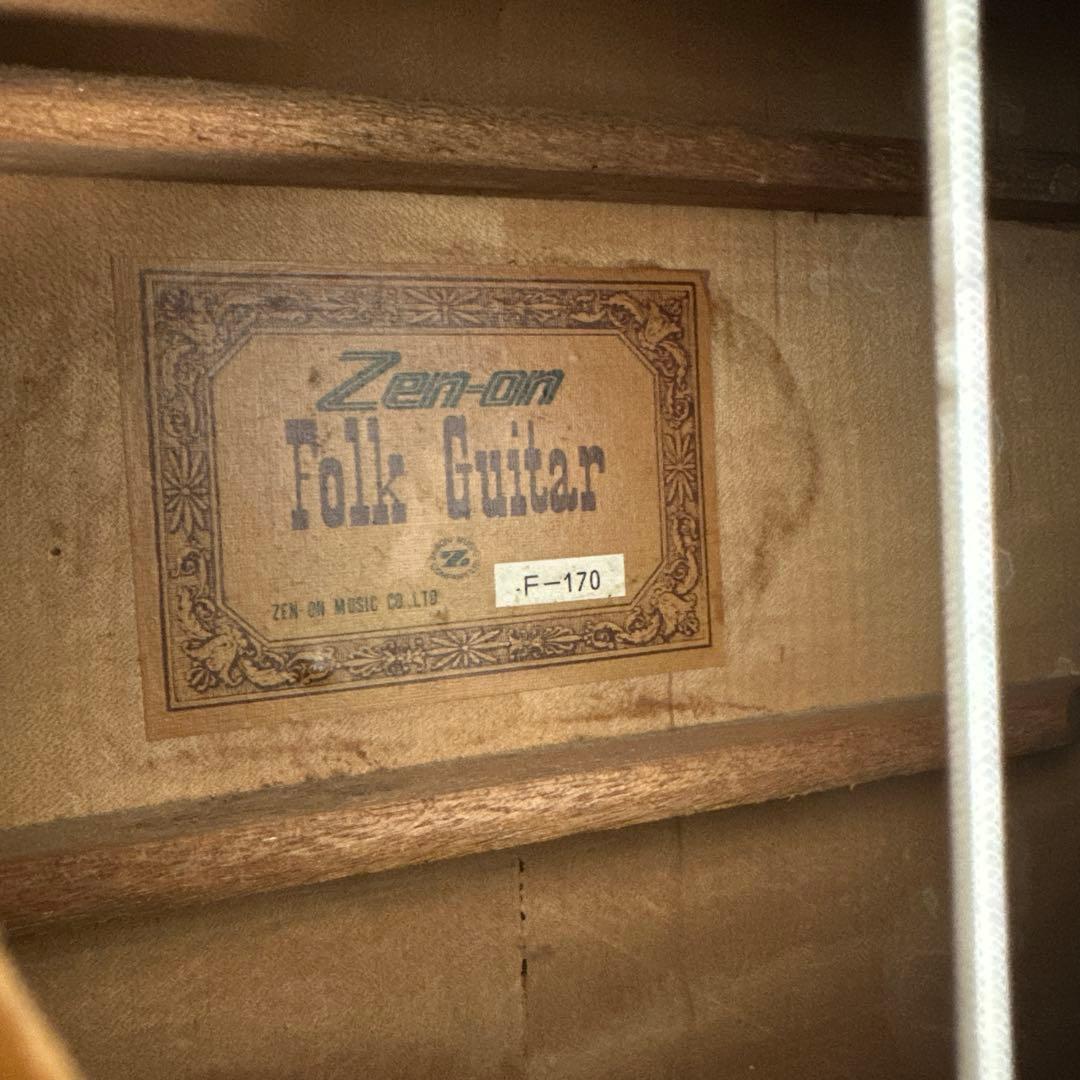 Zen-on
Folk Guitar
Z
F-170
ZEN-ON MUSIC CO.,LTD